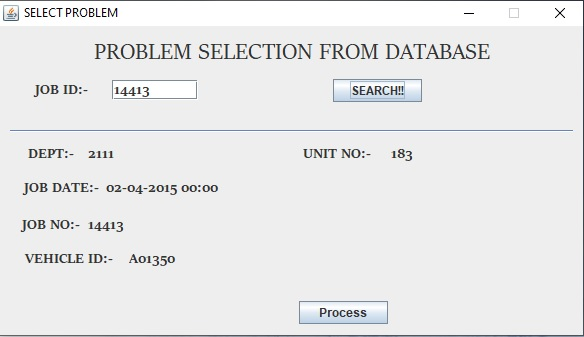 SELECT PROBLEM
PROBLEM SELECTION FROM DATABASE
JOB ID:- 14413 SEARCH!!
DEPT:- 2111 UNIT NO:- 183
JOB DATE:- 02-04-2015 00:00
JOB NO:- 14413
VEHICLE ID:- A01350
Process